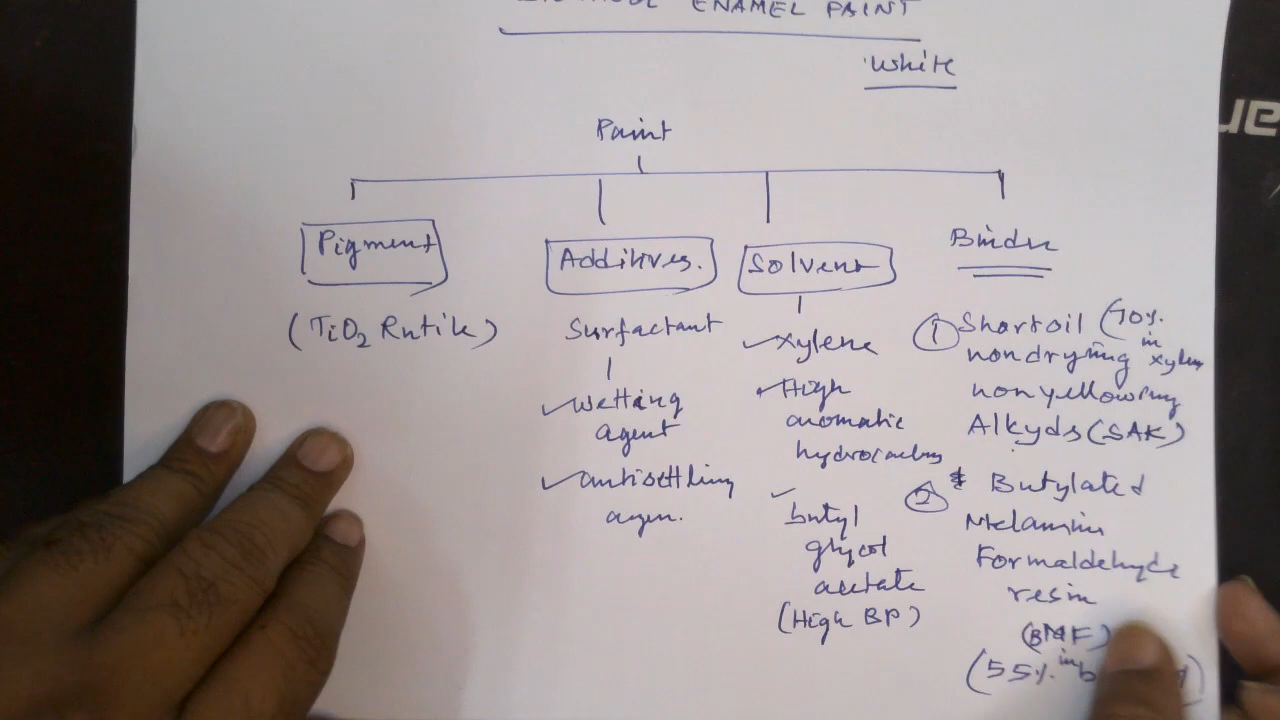 ENAMEL PAINT
White
Paint
Pigment
(TiO2 Rutile)
Additives.
Surfactant
wetting
agent
antisettling
agen.
Solvent
Xylene
High
aromatic
hydrocarbons
butyl
glycol
acetate
(High BP)
Binder
① Shortoil (70%.
in
nondrying xylene
nonyellowing
Alkyds (SAK)
② Butylated
Melamine
Formaldehyde
resin
(BMF)
(55%. in